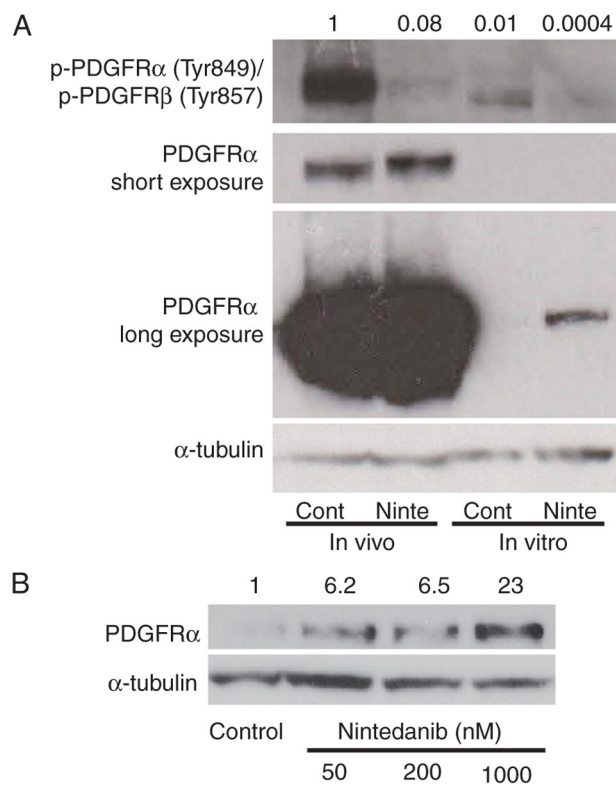 A
1 0.08 0.01 0.0004
p-PDGFRα (Tyr849)/
p-PDGFRβ (Tyr857)
PDGFRα
short exposure
PDGFRα
long exposure
α-tubulin
Cont Ninte Cont Ninte
In vivo In vitro
B
1 6.2 6.5 23
PDGFRα
α-tubulin
Control Nintedanib (nM)
50 200 1000